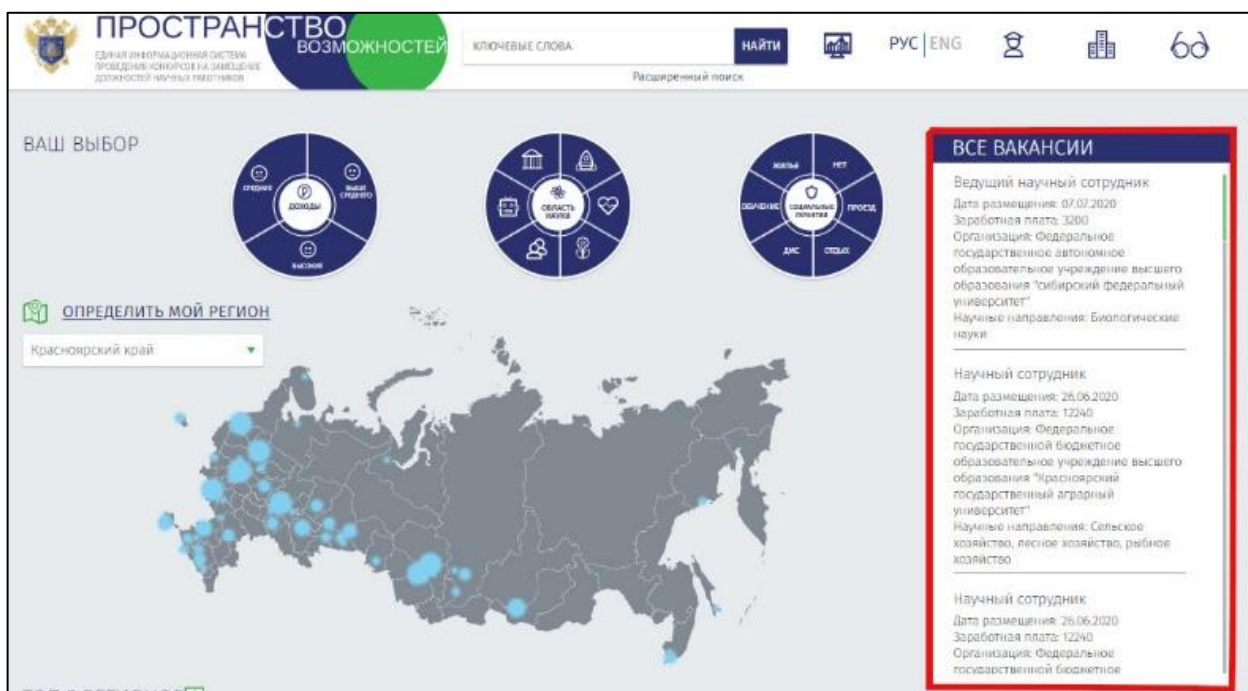 ПРОСТРАНСТВО
ВОЗМОЖНОСТЕЙ
ЕДИНАЯ ИНФОРМАЦИОННАЯ СИСТЕМА
ПРОВЕДЕНИЯ КОНКУРСОВ НА ЗАМЕЩЕНИЕ
ДОЛЖНОСТЕЙ НАУЧНЫХ РАБОТНИКОВ
КЛЮЧЕВЫЕ СЛОВА
НАЙТИ
РУС | ENG
Расширенный поиск
ВАШ ВЫБОР
СРЕДНИЕ
ВЫШЕ
СРЕДНЕГО
ДОХОДЫ
ВЫСОКИЕ
ОБЛАСТЬ
НАУКИ
ЖИЛЬЕ
НЕТ
ОБУЧЕНИЕ
СОЦИАЛЬНЫЕ
ГАРАНТИИ
ПРОЕЗД
ДМС
ОТДЫХ
ОПРЕДЕЛИТЬ МОЙ РЕГИОН
Красноярский край
ВСЕ ВАКАНСИИ
Ведущий научный сотрудник
Дата размещения: 07.07.2020
Заработная плата: 3200
Организация: Федеральное
государственное автономное
образовательное учреждение высшего
образования "сибирский федеральный
университет"
Научные направления: Биологические
науки
Научный сотрудник
Дата размещения: 26.06.2020
Заработная плата: 12240
Организация: Федеральное
государственной бюджетное
образовательное учреждение высшего
образования "Красноярский
государственный аграрный
университет"
Научные направления: Сельское
хозяйство, лесное хозяйство, рыбное
хозяйство
Научный сотрудник
Дата размещения: 26.06.2020
Заработная плата: 12240
Организация: Федеральное
государственной бюджетное